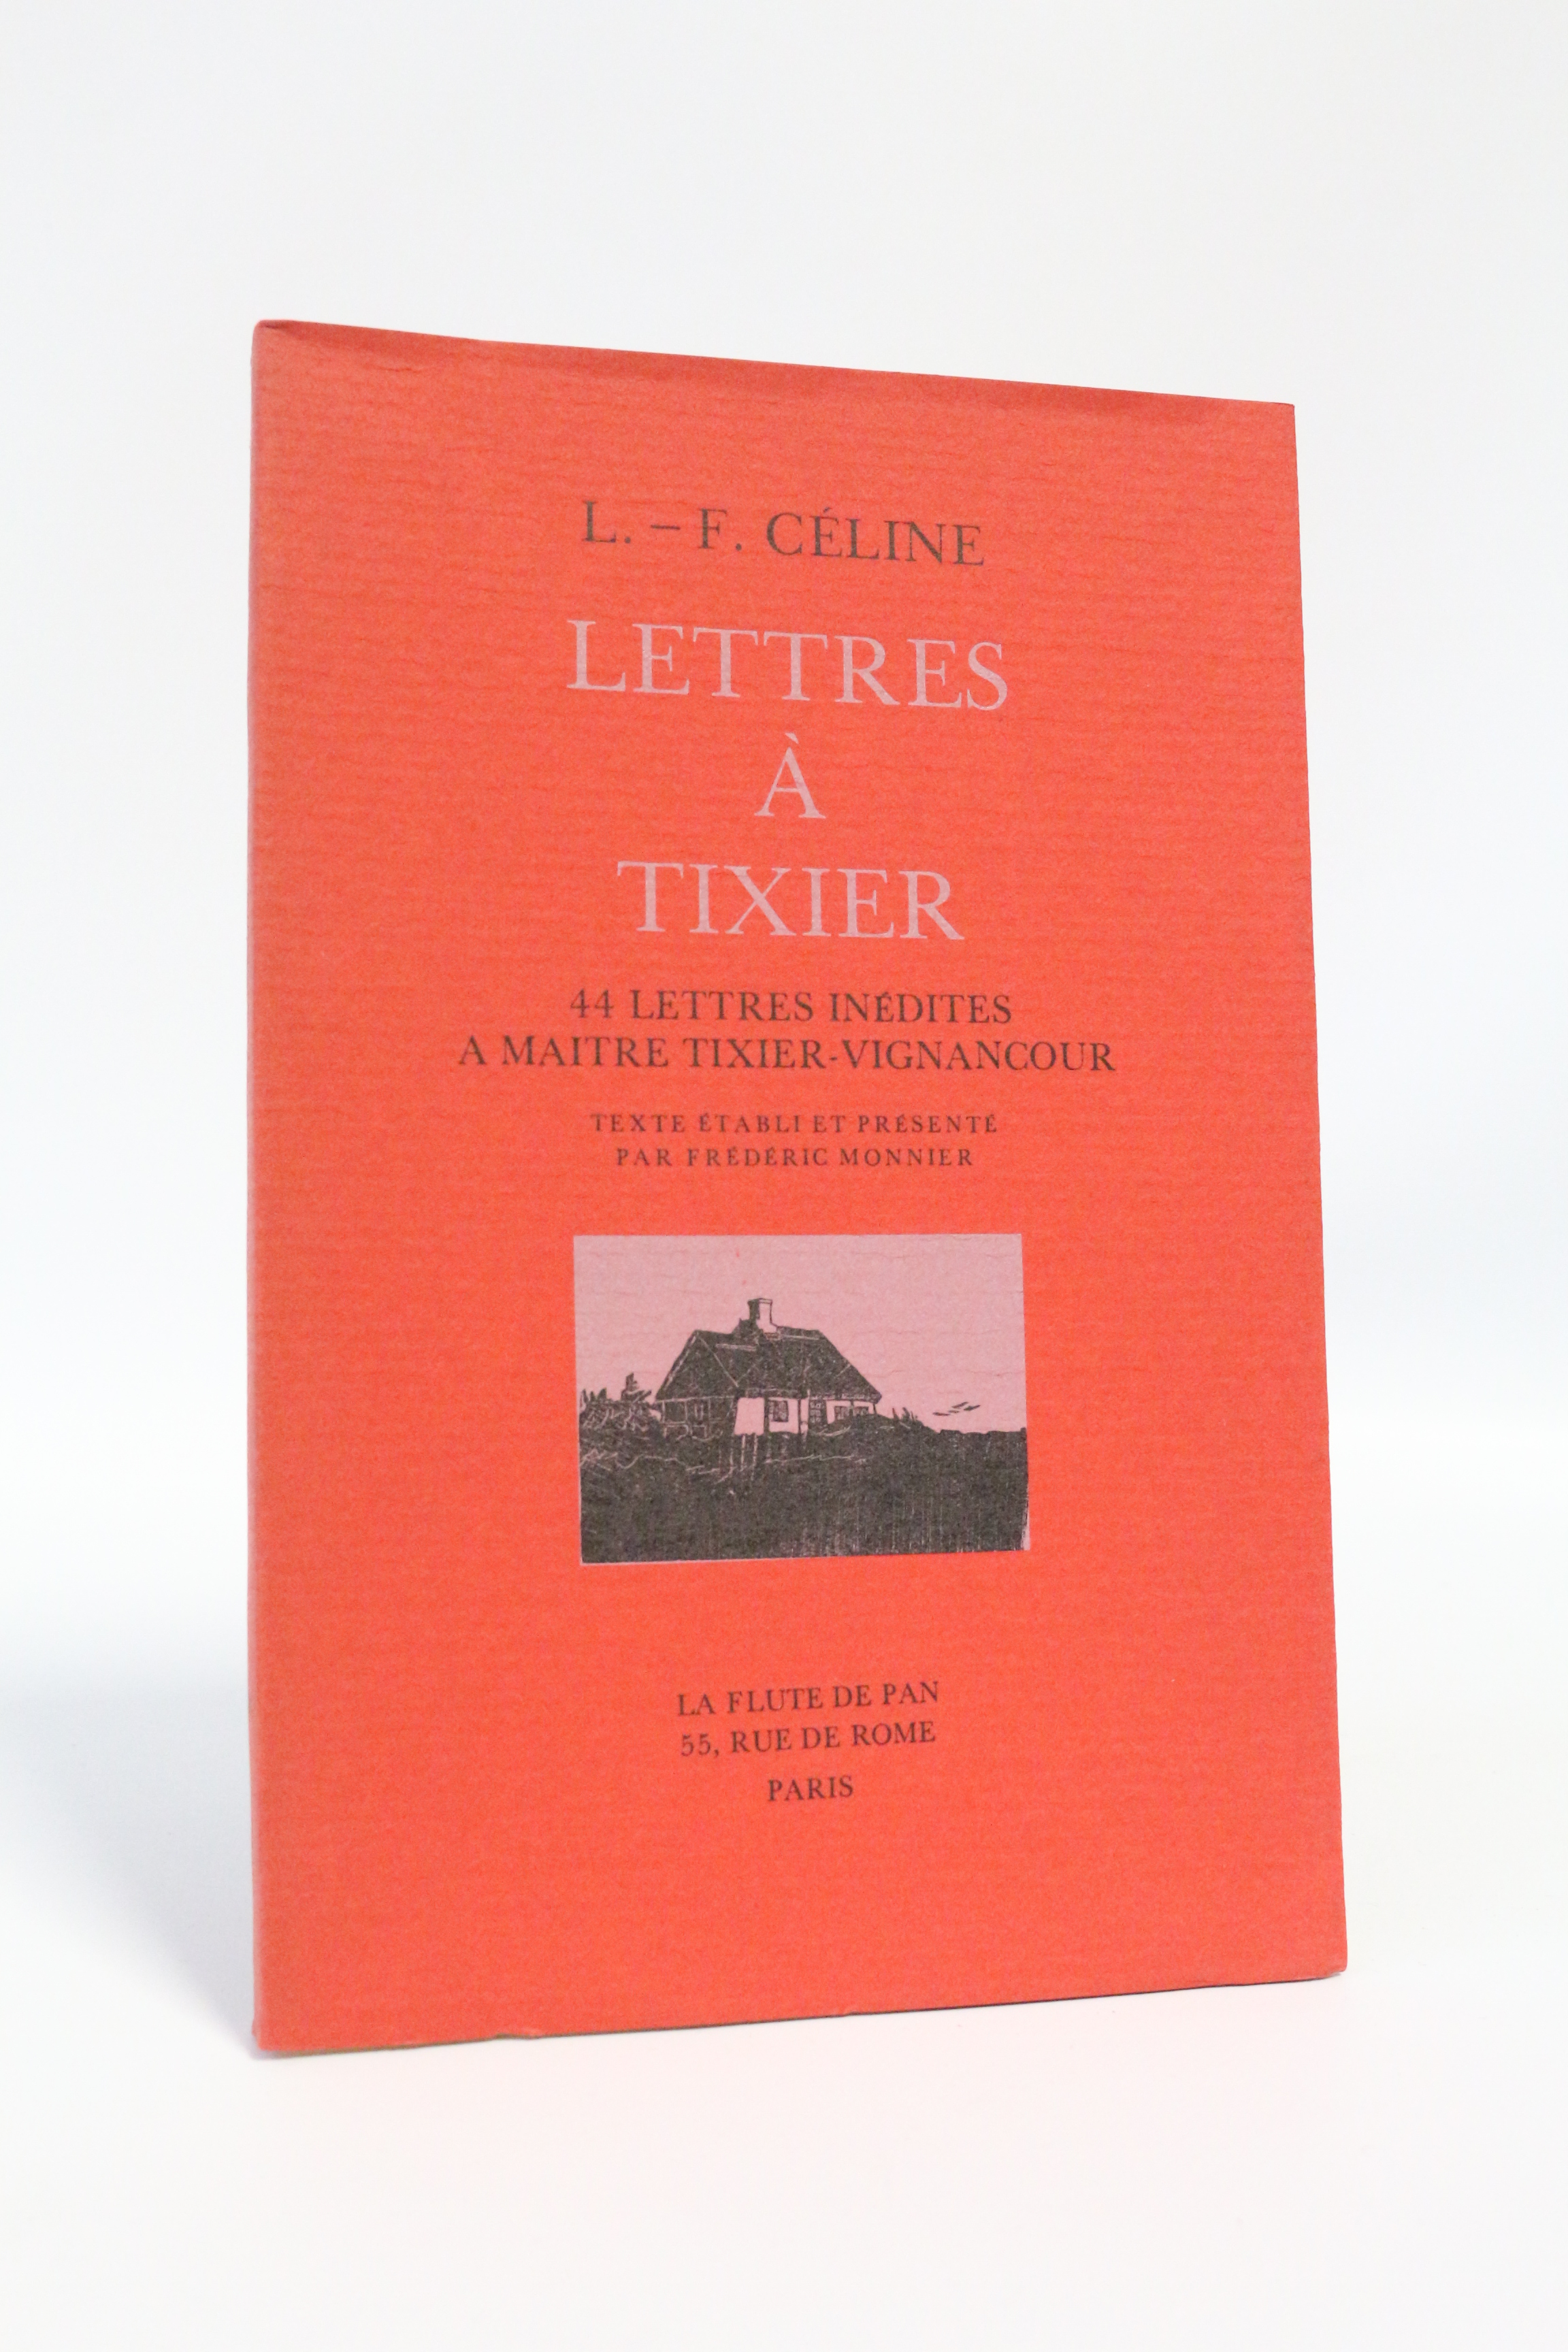 L. – F. CÉLINE
LETTRES
À
TIXIER
44 LETTRES INÉDITES
A MAITRE TIXIER-VIGNANCOUR
TEXTE ÉTABLI ET PRÉSENTÉ
PAR FRÉDÉRIC MONNIER
LA FLUTE DE PAN
55, RUE DE ROME
PARIS